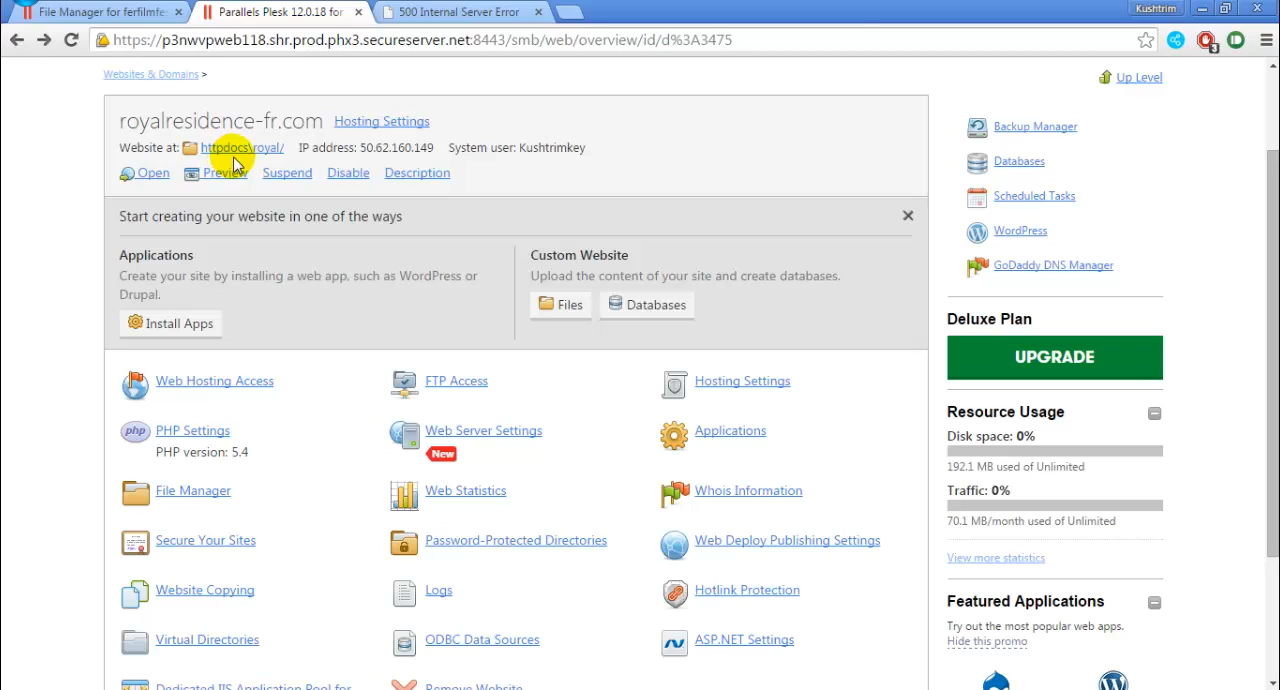 File Manager for ferfilmfe
Parallels Plesk 12.0.18 for
500 Internal Server Error
Kushtrim
https://p3nwvpweb118.shr.prod.phx3.secureserver.net:8443/smb/web/overview/id/d%3A3475
3
Websites & Domains >
Up Level
royalresidence-fr.com Hosting Settings
Website at: httpdocs\royal/ IP address: 50.62.160.149 System user: Kushtrimkey
Open Preview Suspend Disable Description
Start creating your website in one of the ways
Applications
Create your site by installing a web app, such as WordPress or
Drupal.
Install Apps
Custom Website
Upload the content of your site and create databases.
Files Databases
Web Hosting Access
FTP Access
Hosting Settings
php PHP Settings
PHP version: 5.4
Web Server Settings
New
Applications
File Manager
Web Statistics
Whois Information
Secure Your Sites
Password-Protected Directories
Web Deploy Publishing Settings
Website Copying
Logs
Hotlink Protection
Virtual Directories
ODBC Data Sources
ASP.NET Settings
Dedicated IIS Application Pool for
Remove Website
Backup Manager
Databases
Scheduled Tasks
WordPress
GoDaddy DNS Manager
Deluxe Plan
UPGRADE
Resource Usage
Disk space: 0%
192.1 MB used of Unlimited
Traffic: 0%
70.1 MB/month used of Unlimited
View more statistics
Featured Applications
Try out the most popular web apps.
Hide this promo